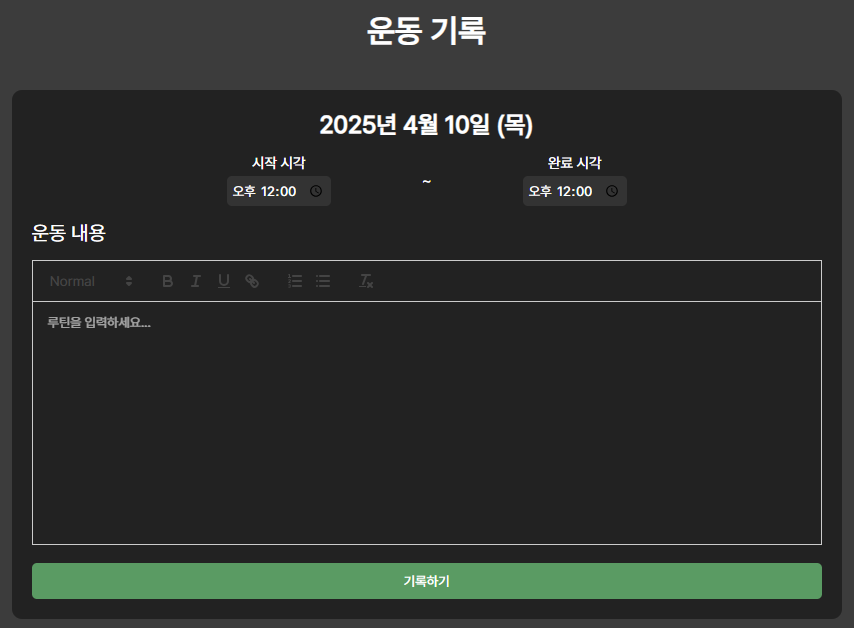 운동 기록
2025년 4월 10일 (목)
시작 시각
완료 시각
오후 12:00 ~ 오후 12:00
운동 내용
Normal B I U
루틴을 입력하세요...
기록하기